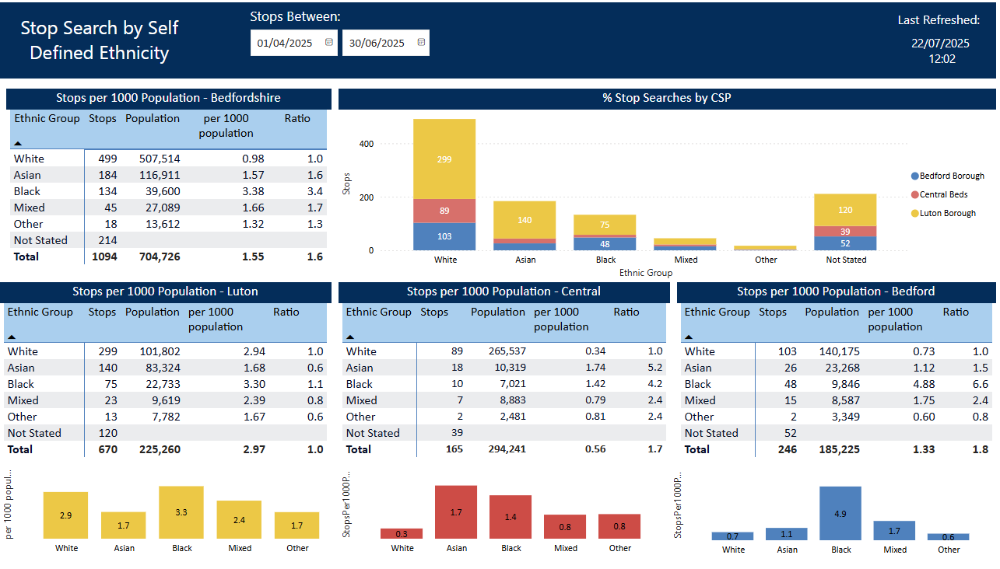 Stop Search by Self
Defined Ethnicity
Stops Between:
01/04/2025 30/06/2025
Last Refreshed:
22/07/2025
12:02
Stops per 1000 Population - Bedfordshire
Ethnic Group Stops Population per 1000 population Ratio
White 499 507,514 0.98 1.0
Asian 184 116,911 1.57 1.6
Black 134 39,600 3.38 3.4
Mixed 45 27,089 1.66 1.7
Other 18 13,612 1.32 1.3
Not Stated 214
Total 1094 704,726 1.55 1.6
% Stop Searches by CSP
Stops
400
200
0
299
89
103
140
75
48
120
39
52
White Asian Black Mixed Other Not Stated
Ethnic Group
Bedford Borough
Central Beds
Luton Borough
Stops per 1000 Population - Luton
Ethnic Group Stops Population per 1000 population Ratio
White 299 101,802 2.94 1.0
Asian 140 83,324 1.68 0.6
Black 75 22,733 3.30 1.1
Mixed 23 9,619 2.39 0.8
Other 13 7,782 1.67 0.6
Not Stated 120
Total 670 225,260 2.97 1.0
per 1000 popul...
2.9 1.7 3.3 2.4 1.7
White Asian Black Mixed Other
Stops per 1000 Population - Central
Ethnic Group Stops Population per 1000 population Ratio
White 89 265,537 0.34 1.0
Asian 18 10,319 1.74 5.2
Black 10 7,021 1.42 4.2
Mixed 7 8,883 0.79 2.4
Other 2 2,481 0.81 2.4
Not Stated 39
Total 165 294,241 0.56 1.7
StopsPer1000P...
0.3 1.7 1.4 0.8 0.8
White Asian Black Mixed Other
Stops per 1000 Population - Bedford
Ethnic Group Stops Population per 1000 population Ratio
White 103 140,175 0.73 1.0
Asian 26 23,268 1.12 1.5
Black 48 9,846 4.88 6.6
Mixed 15 8,587 1.75 2.4
Other 2 3,349 0.60 0.8
Not Stated 52
Total 246 185,225 1.33 1.8
StopsPer1000P...
0.7 1.1 4.9 1.7 0.6
White Asian Black Mixed Other